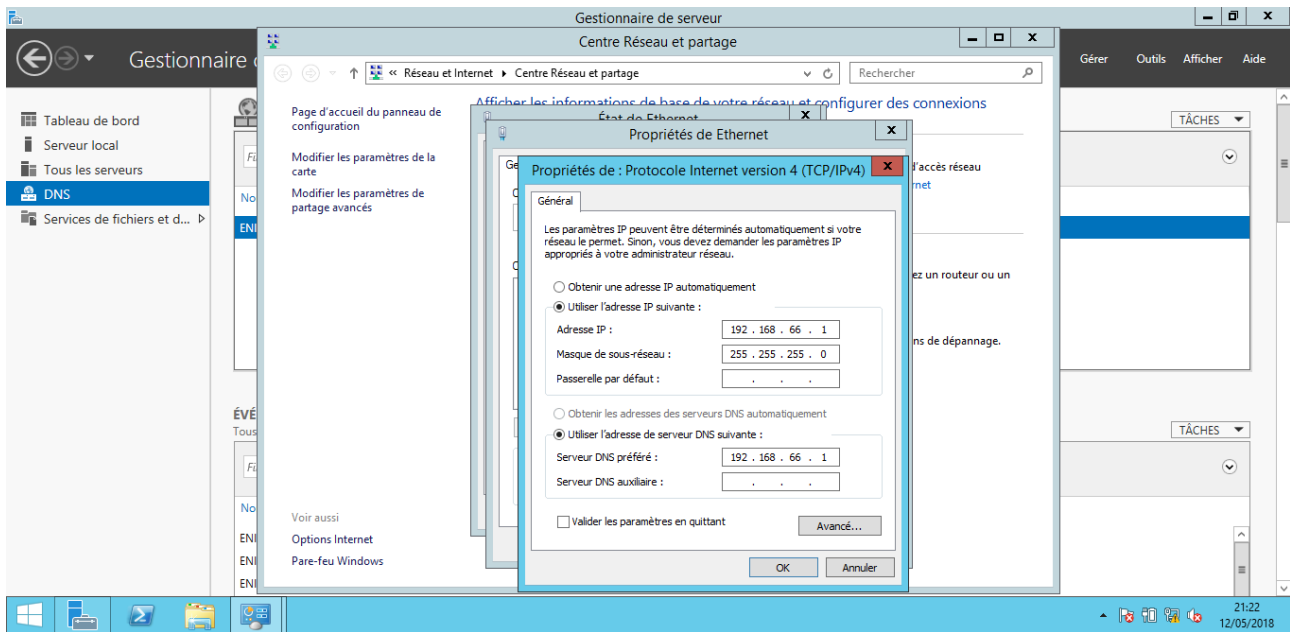 Gestionnaire de serveur
Centre Réseau et partage
Gestionnaire
Gérer Outils Afficher Aide
« Réseau et Internet ▸ Centre Réseau et partage
Rechercher
Tableau de bord
Serveur local
Tous les serveurs
DNS
Services de fichiers et d...
Page d'accueil du panneau de
configuration
Modifier les paramètres de la
carte
Modifier les paramètres de
partage avancés
Afficher les informations de base de votre réseau et configurer des connexions
État de Ethernet
Propriétés de Ethernet
Propriétés de : Protocole Internet version 4 (TCP/IPv4)
Général
Les paramètres IP peuvent être déterminés automatiquement si votre
réseau le permet. Sinon, vous devez demander les paramètres IP
appropriés à votre administrateur réseau.
Obtenir une adresse IP automatiquement
Utiliser l'adresse IP suivante :
Adresse IP : 192 . 168 . 66 . 1
Masque de sous-réseau : 255 . 255 . 255 . 0
Passerelle par défaut : . . .
Obtenir les adresses des serveurs DNS automatiquement
Utiliser l'adresse de serveur DNS suivante :
Serveur DNS préféré : 192 . 168 . 66 . 1
Serveur DNS auxiliaire : . . .
Valider les paramètres en quittant
Avancé...
OK Annuler
d'accès réseau
rnet
ez un routeur ou un
ns de dépannage.
TÂCHES
TÂCHES
Fi
No
ENI
ÉVÉ
Tous
Fi
No
ENI
ENI
ENI
Voir aussi
Options Internet
Pare-feu Windows
21:22
12/05/2018